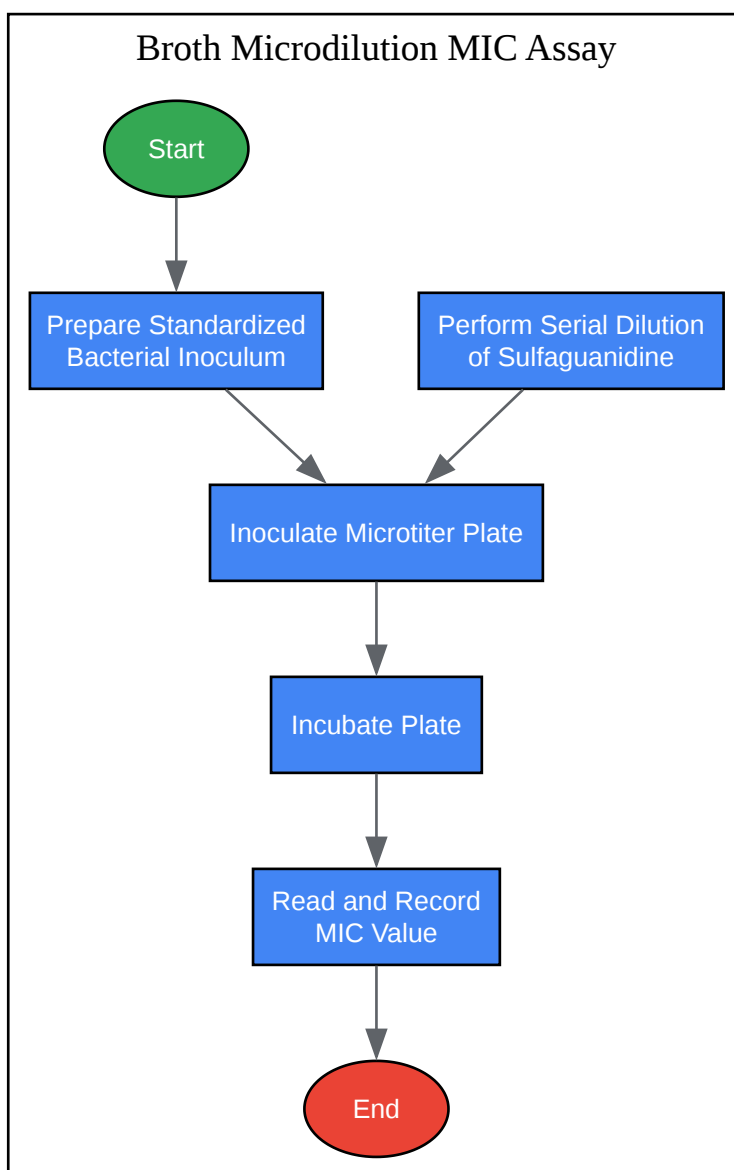 Broth Microdilution MIC Assay
Start
Prepare Standardized
Bacterial Inoculum
Perform Serial Dilution
of Sulfaguanidine
Inoculate Microtiter Plate
Incubate Plate
Read and Record
MIC Value
End